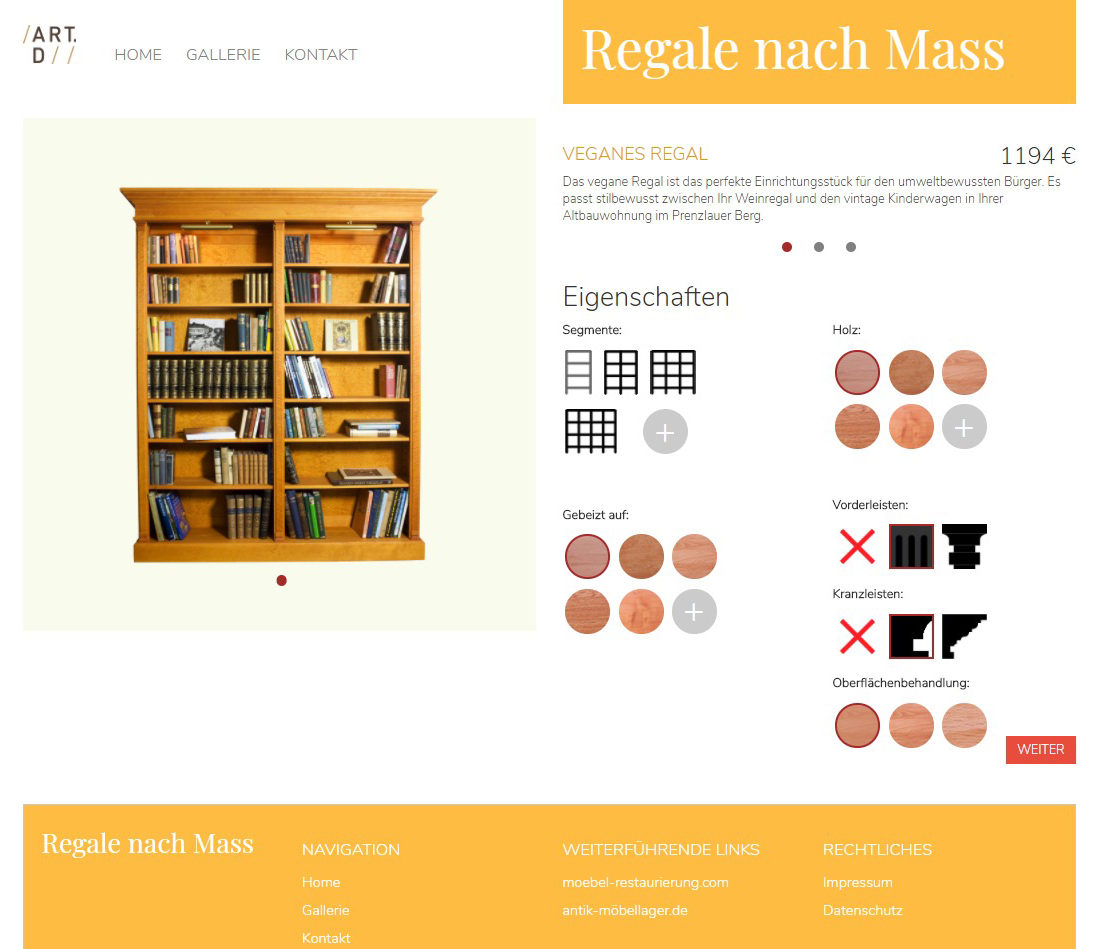 /ART.
D//
HOME GALLERIE KONTAKT
Regale nach Mass
VEGANES REGAL
1194 €
Das vegane Regal ist das perfekte Einrichtungsstück für den umweltbewussten Bürger. Es
passt stilbewusst zwischen Ihr Weinregal und den vintage Kinderwagen in Ihrer
Altbauwohnung im Prenzlauer Berg.
Eigenschaften
Segmente:
Holz:
Gebeizt auf:
Vorderleisten:
Kranzleisten:
Oberflächenbehandlung:
WEITER
Regale nach Mass
NAVIGATION
Home
Gallerie
Kontakt
WEITERFÜHRENDE LINKS
moebel-restaurierung.com
antik-möbellager.de
RECHTLICHES
Impressum
Datenschutz